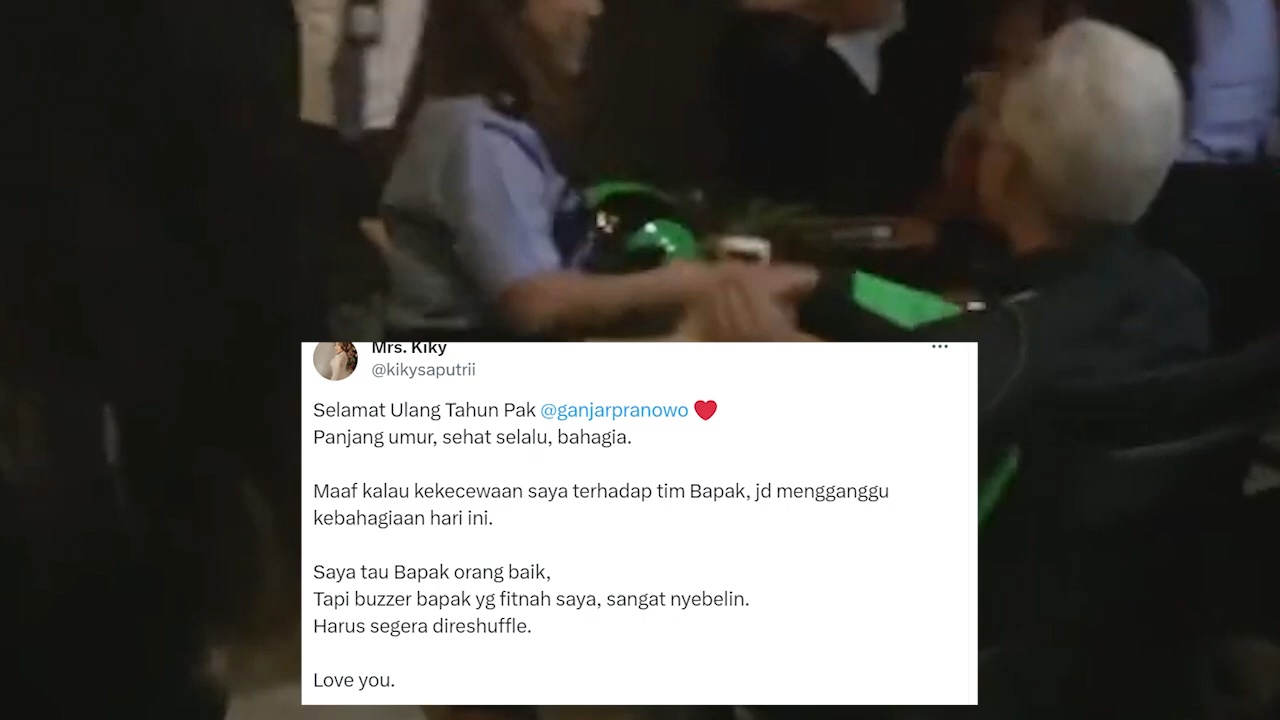 Mrs. Kiky
@kikysaputrii
Selamat Ulang Tahun Pak @ganjarpranowo ❤️
Panjang umur, sehat selalu, bahagia.
Maaf kalau kekecewaan saya terhadap tim Bapak, jd mengganggu
kebahagiaan hari ini.
Saya tau Bapak orang baik,
Tapi buzzer bapak yg fitnah saya, sangat nyebelin.
Harus segera direshuffle.
Love you.